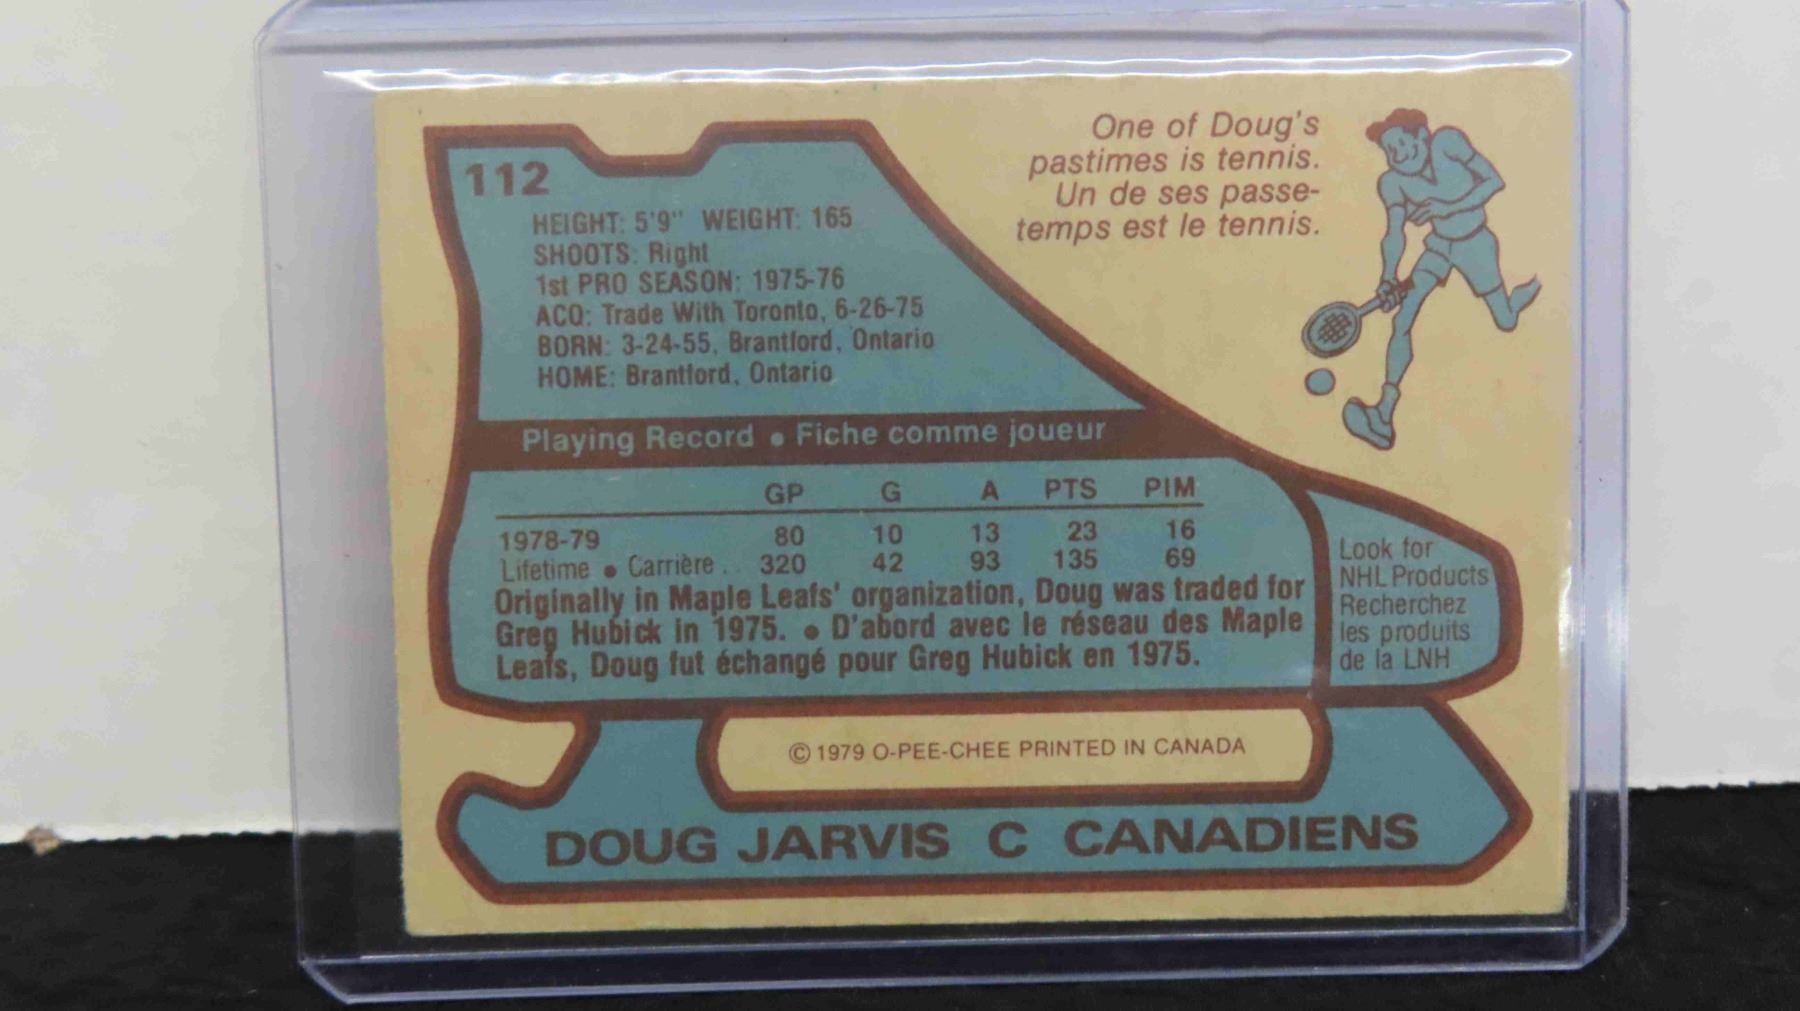 One of Doug's
pastimes is tennis.
Un de ses passe-
temps est le tennis.
112
HEIGHT: 5'9" WEIGHT: 165
SHOOTS: Right
1st PRO SEASON: 1975-76
ACQ: Trade With Toronto, 6-26-75
BORN: 3-24-55, Brantford, Ontario
HOME: Brantford, Ontario
Playing Record • Fiche comme joueur
GP G A PTS PIM
1978-79 80 10 13 23 16
Lifetime • Carrière . . 320 42 93 135 69
Originally in Maple Leafs' organization, Doug was traded for
Greg Hubick in 1975. • D'abord avec le réseau des Maple
Leafs, Doug fut échangé pour Greg Hubick en 1975.
Look for
NHL Products
Recherchez
les produits
de la LNH
© 1979 O-PEE-CHEE PRINTED IN CANADA
DOUG JARVIS C CANADIENS